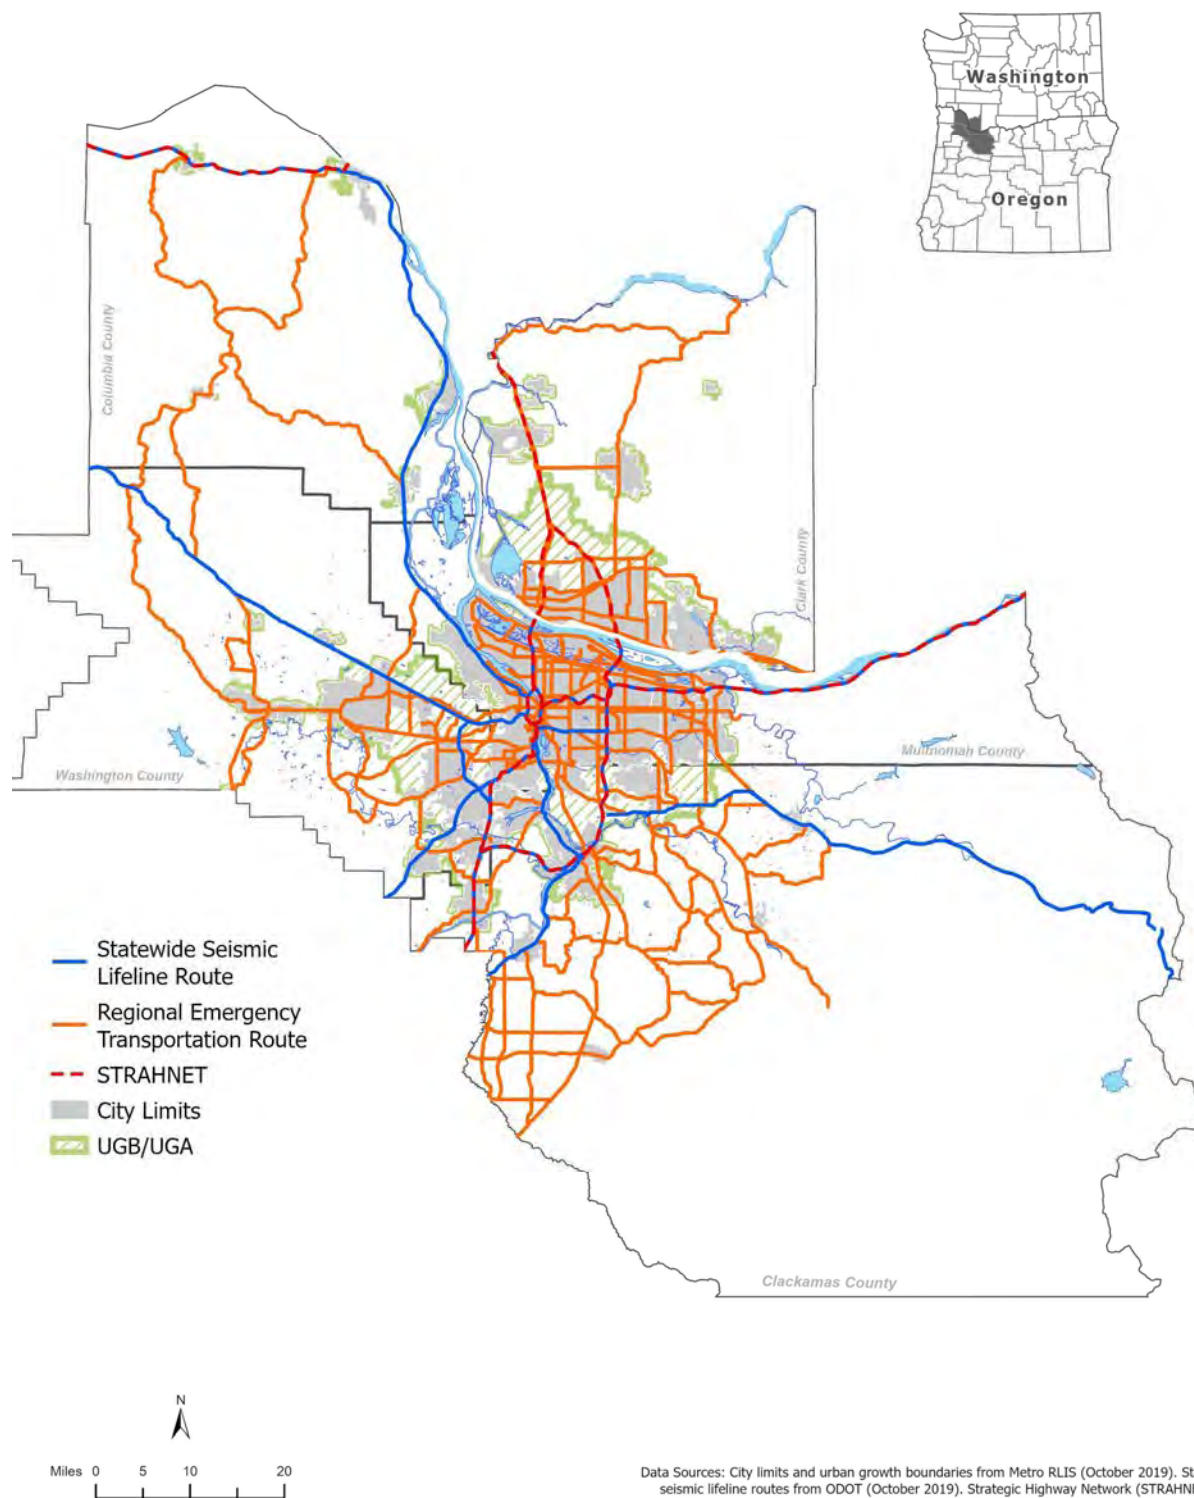 Washington
Oregon
Columbia County
Clark County
Multnomah County
Washington County
Statewide Seismic
Lifeline Route
Regional Emergency
Transportation Route
STRAHNET
City Limits
UGB/UGA
Clackamas County
N
Miles 0 5 10 20
Data Sources: City limits and urban growth boundaries from Metro RLIS (October 2019). St
seismic lifeline routes from ODOT (October 2019). Strategic Highway Network (STRAHN